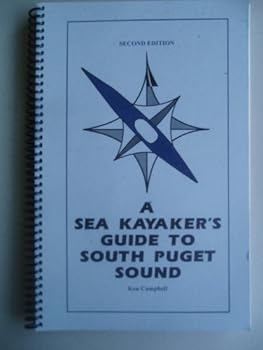 SECOND EDITION
A
SEA KAYAKER'S
GUIDE TO
SOUTH PUGET
SOUND
Ken Campbell